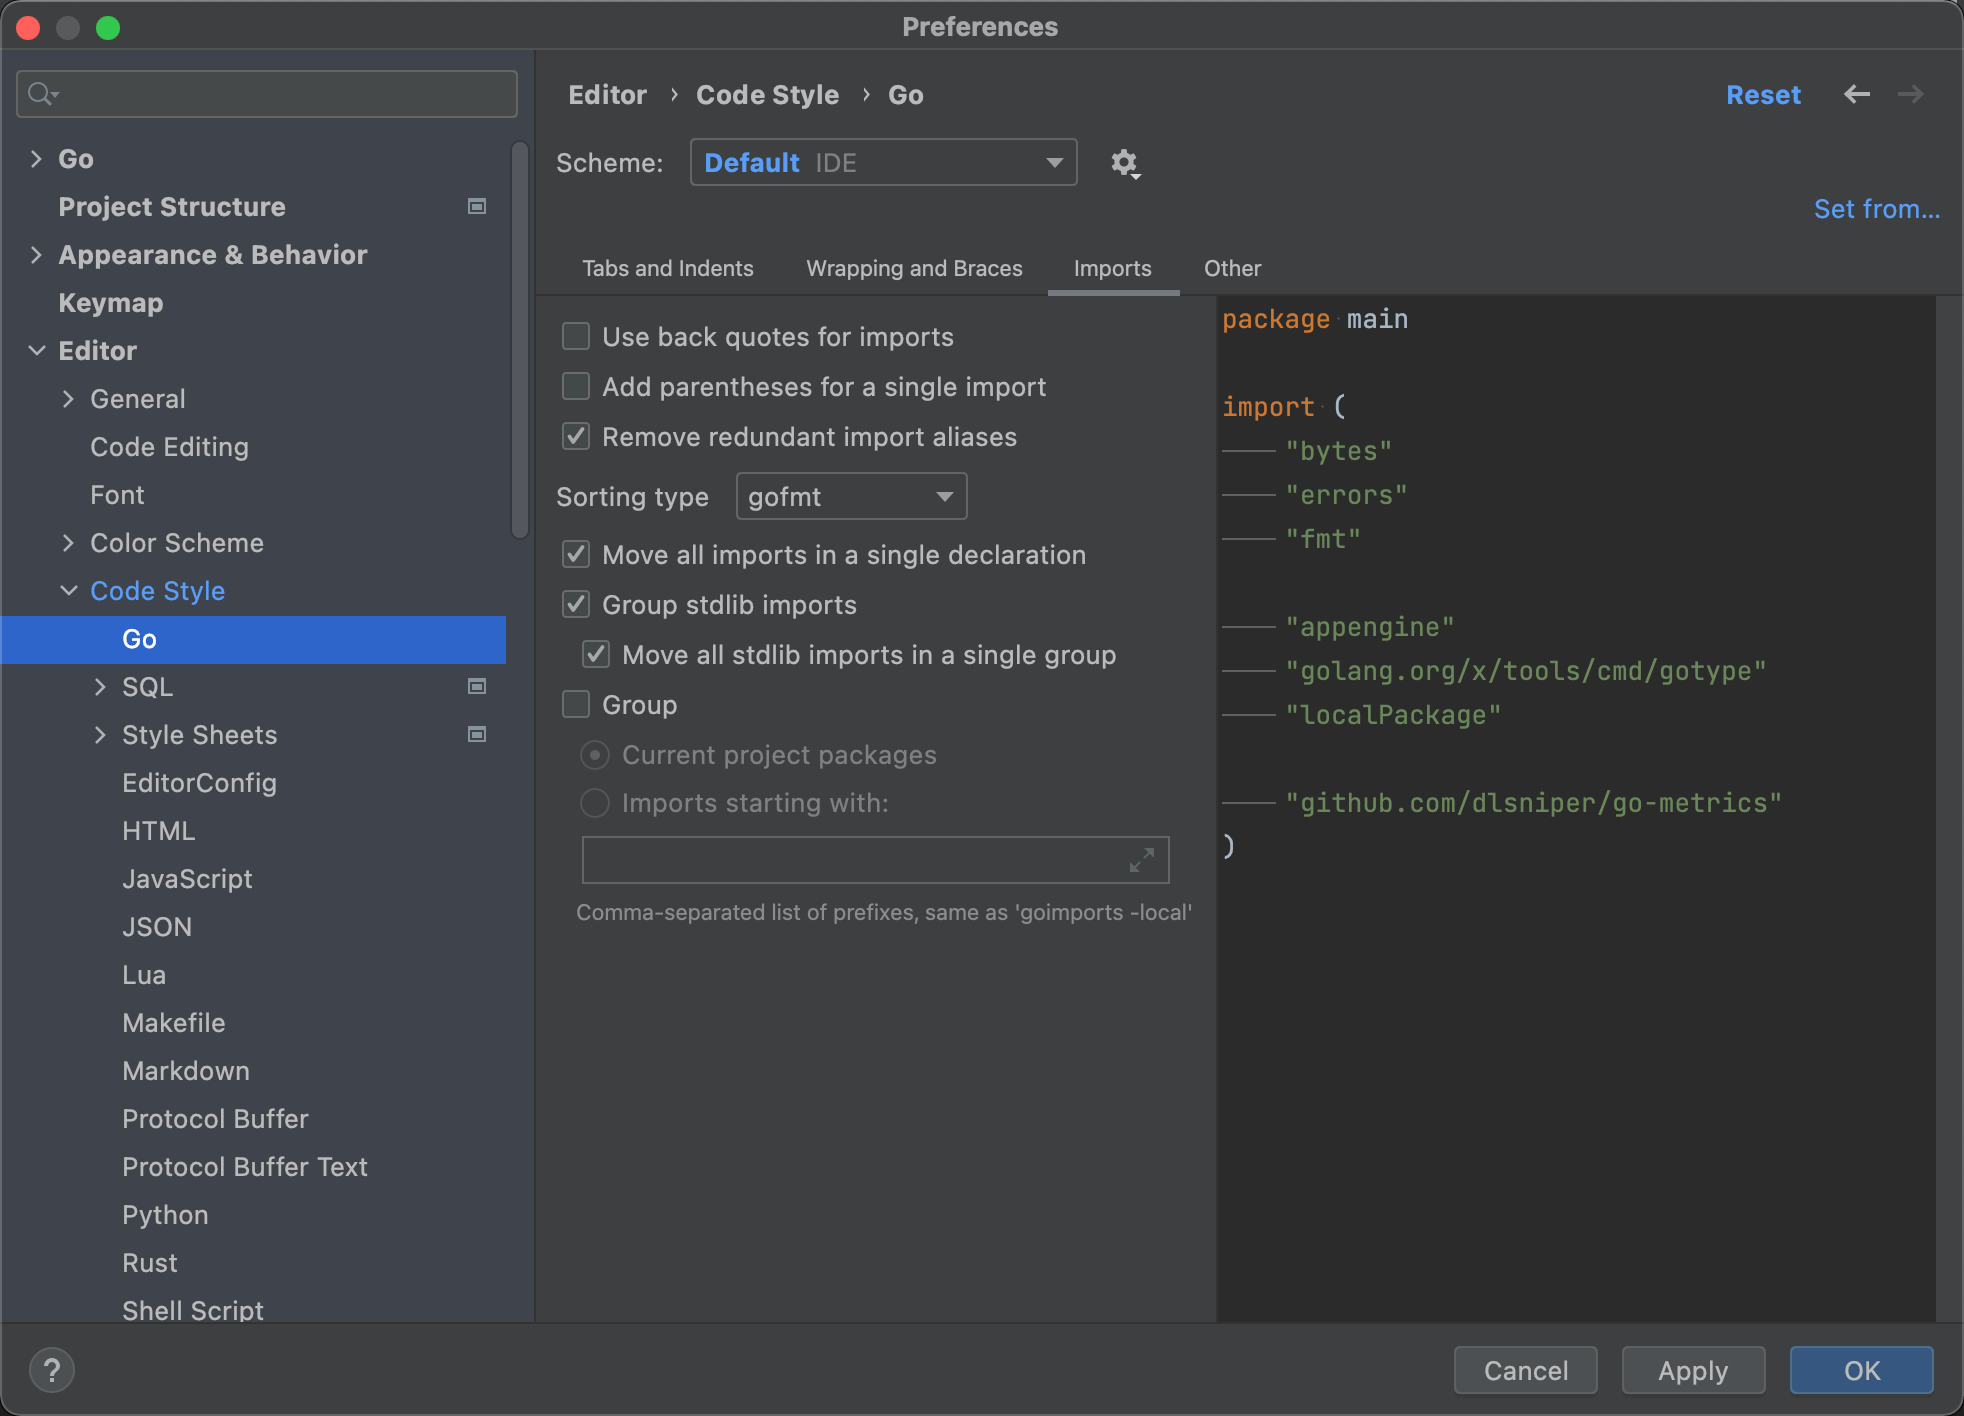 Preferences
Go
Project Structure
Appearance & Behavior
Keymap
Editor
General
Code Editing
Font
Color Scheme
Code Style
Go
SQL
Style Sheets
EditorConfig
HTML
JavaScript
JSON
Lua
Makefile
Markdown
Protocol Buffer
Protocol Buffer Text
Python
Rust
Shell Script
Editor › Code Style › Go
Reset
Scheme: Default IDE
Set from...
Tabs and Indents Wrapping and Braces Imports Other
Use back quotes for imports
Add parentheses for a single import
Remove redundant import aliases
Sorting type gofmt
Move all imports in a single declaration
Group stdlib imports
Move all stdlib imports in a single group
Group
Current project packages
Imports starting with:
Comma-separated list of prefixes, same as 'goimports -local'
package main
import (
"bytes"
"errors"
"fmt"
"appengine"
"golang.org/x/tools/cmd/gotype"
"localPackage"
"github.com/dlsniper/go-metrics"
)
?
Cancel Apply OK